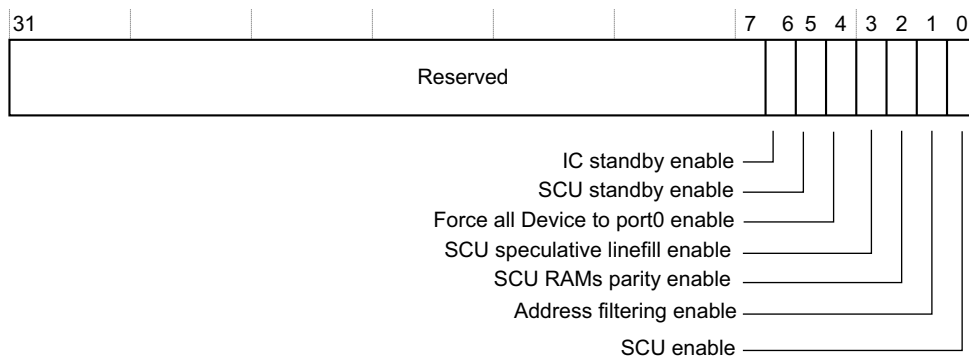 31 7 6 5 4 3 2 1 0
Reserved
IC standby enable
SCU standby enable
Force all Device to port0 enable
SCU speculative linefill enable
SCU RAMs parity enable
Address filtering enable
SCU enable